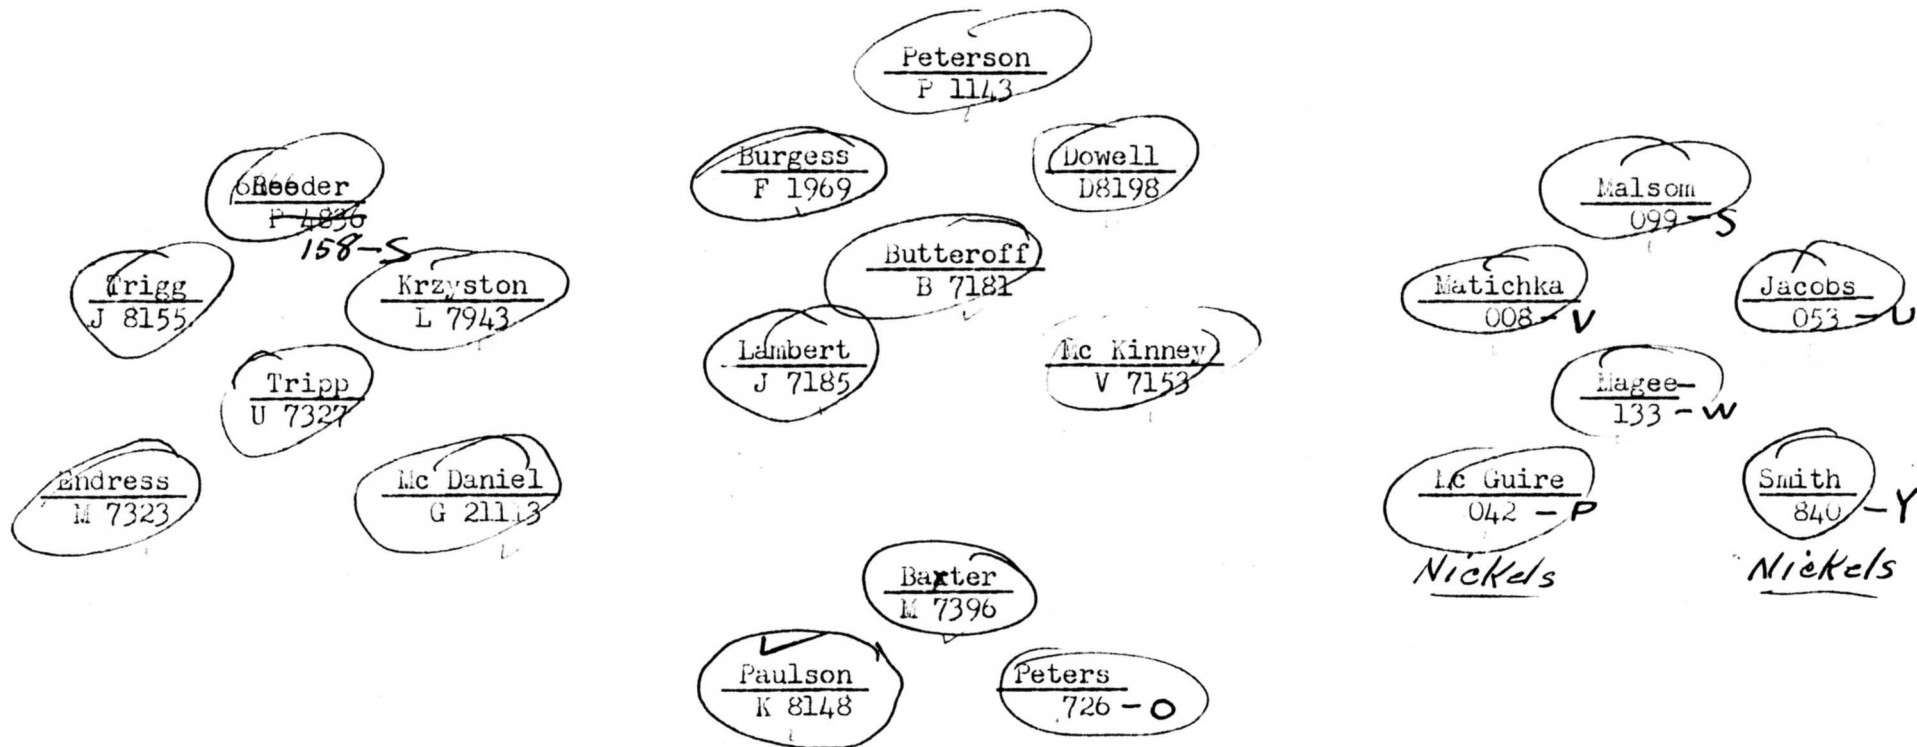 Peterson
P 1143
Burgess
F 1969
Dowell
D8198
Butteroff
B 7181
Lambert
J 7185
Mc Kinney
V 7153
Reeder
P 4836
158-S
Trigg
J 8155
Krzyston
L 7943
Tripp
U 7327
Endress
M 7323
Mc Daniel
G 21113
Malsom
099-S
Matichka
008-V
Jacobs
053-U
Magee-
133-W
Mc Guire
042-P
Nickels
Smith
840-Y
Nickels
Baxter
M 7396
Paulson
K 8148
Peters
726-O